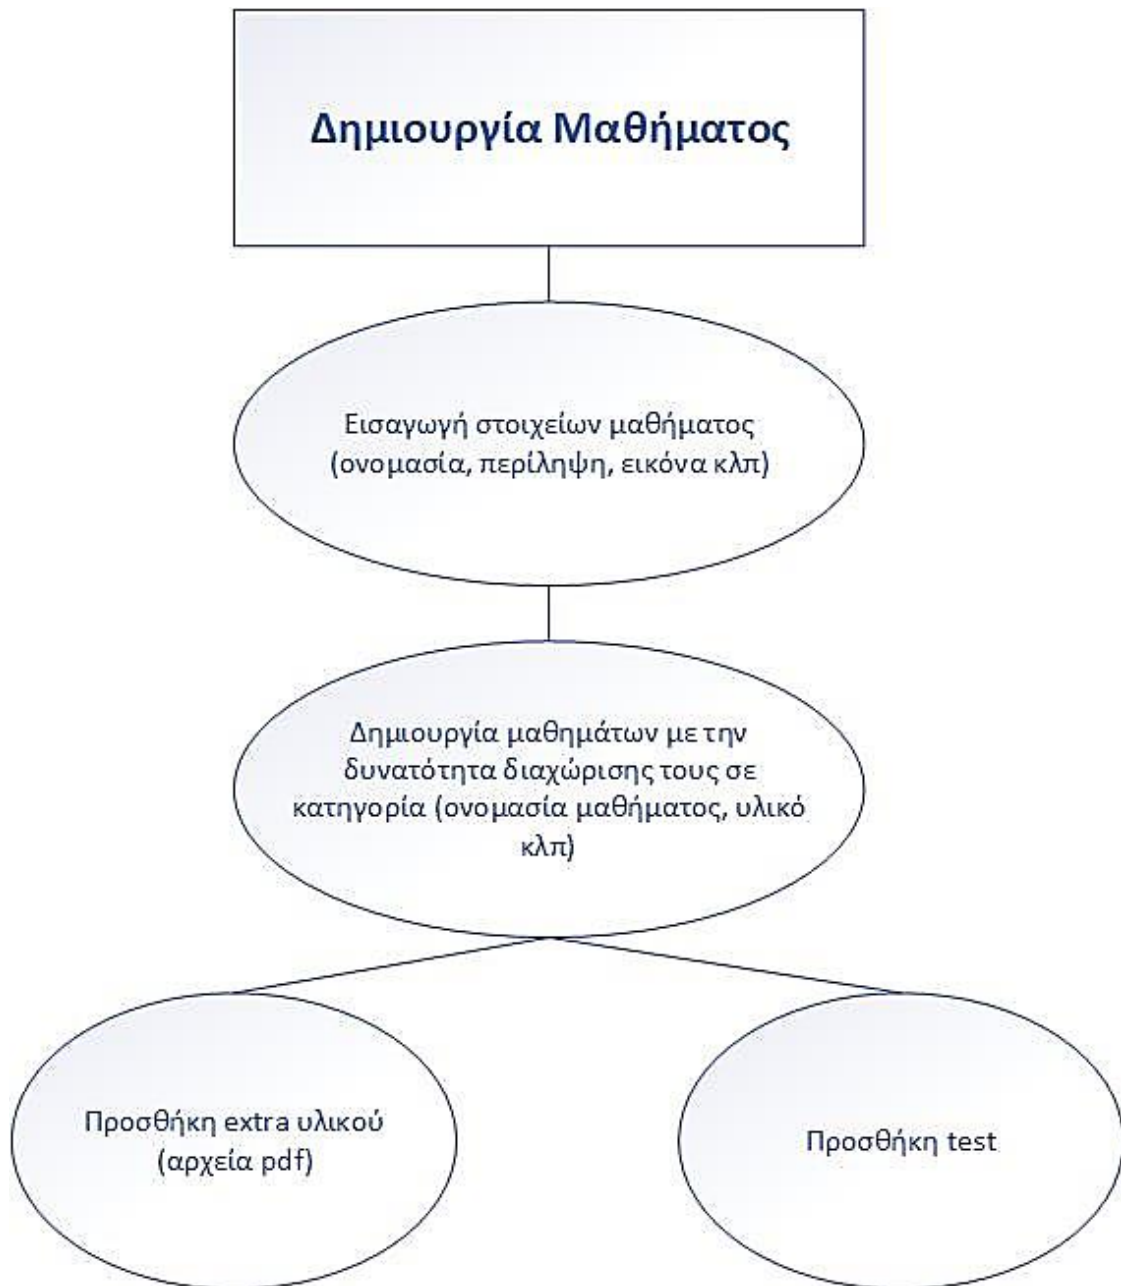 Δημιουργία Μαθήματος
Εισαγωγή στοιχείων μαθήματος
(ονομασία, περίληψη, εικόνα κλπ)
Δημιουργία μαθημάτων με την
δυνατότητα διαχώρισης τους σε
κατηγορία (ονομασία μαθήματος, υλικό
κλπ)
Προσθήκη extra υλικού
(αρχεία pdf)
Προσθήκη test